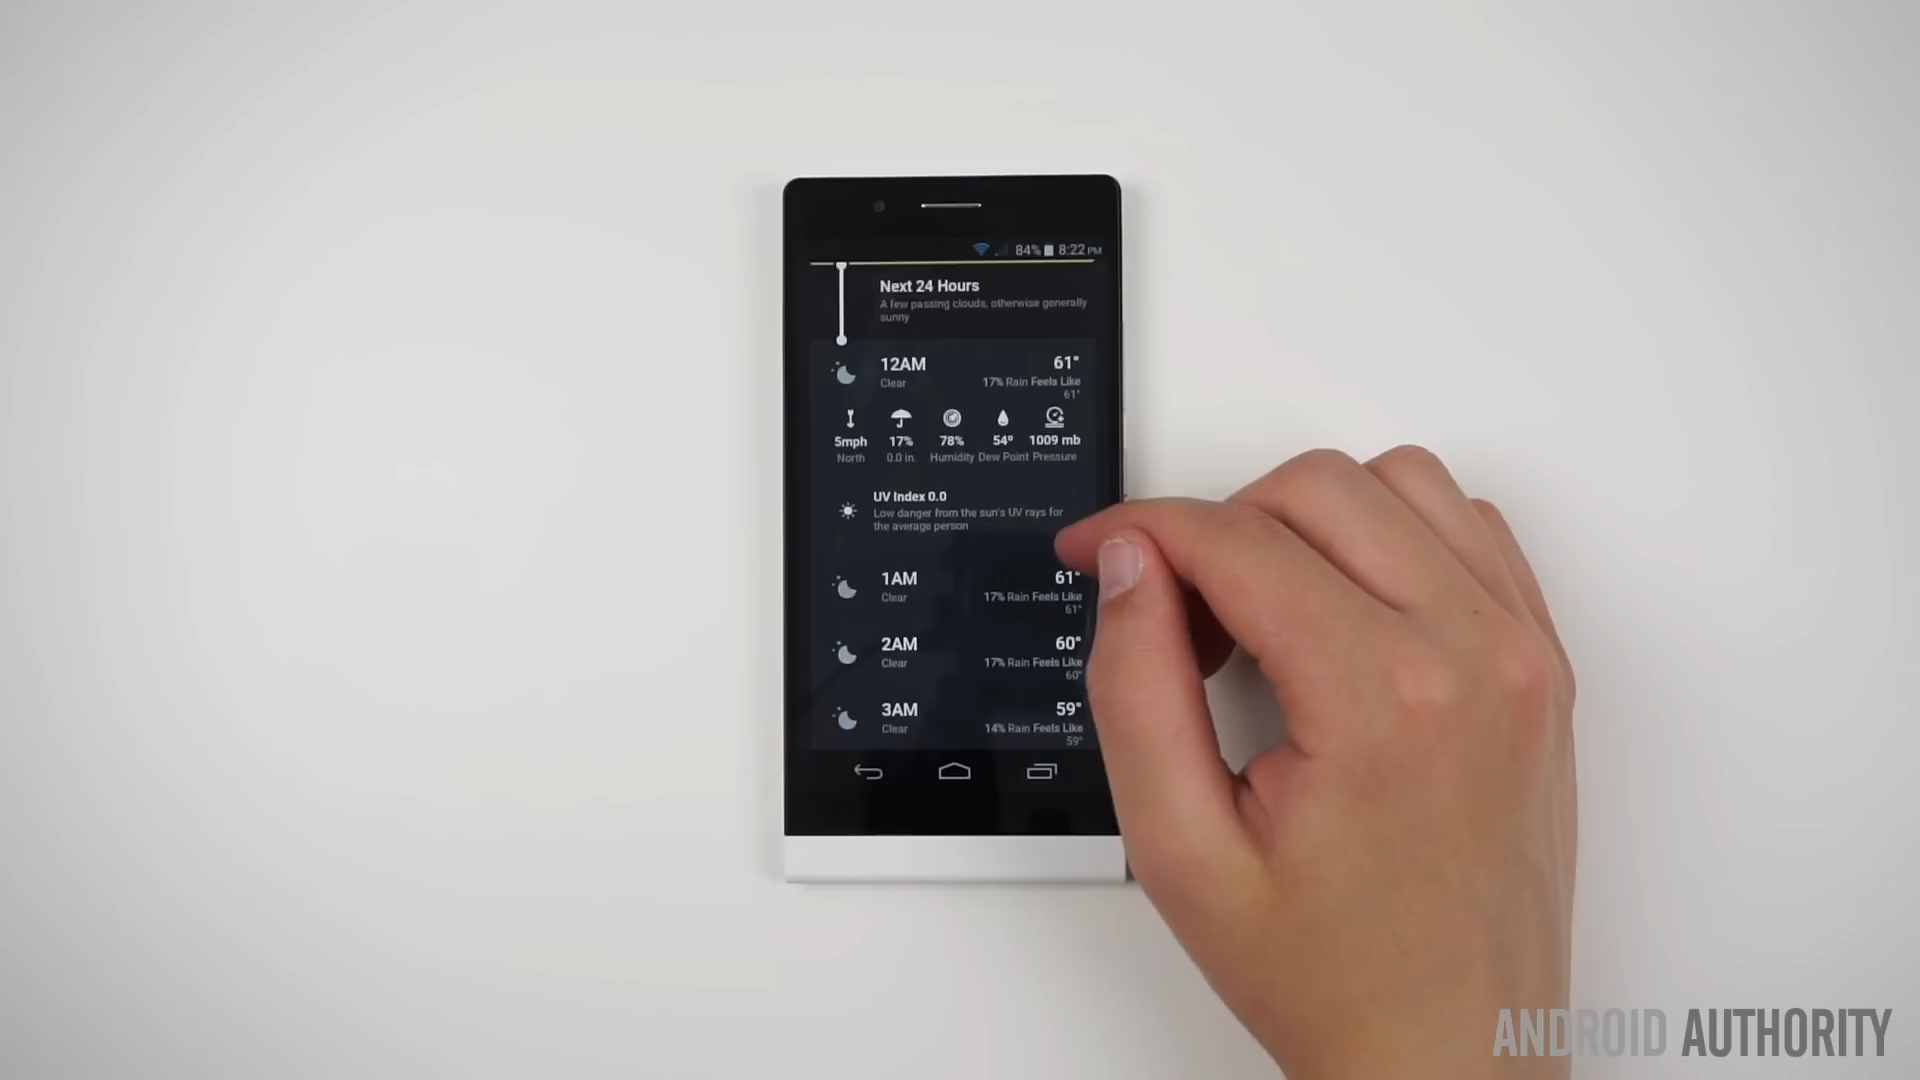 84% 8:22 PM
Next 24 Hours
A few passing clouds, otherwise generally
sunny
12AM 61°
Clear 17% Rain Feels Like
61°
5mph 17% 78% 54° 1009 mb
North 0.0 in. Humidity Dew Point Pressure
UV Index 0.0
Low danger from the sun's UV rays for
the average person
1AM 61°
Clear 17% Rain Feels Like
61°
2AM 60°
Clear 17% Rain Feels Like
60°
3AM 59°
Clear 14% Rain Feels Like
59°
ANDROID AUTHORITY